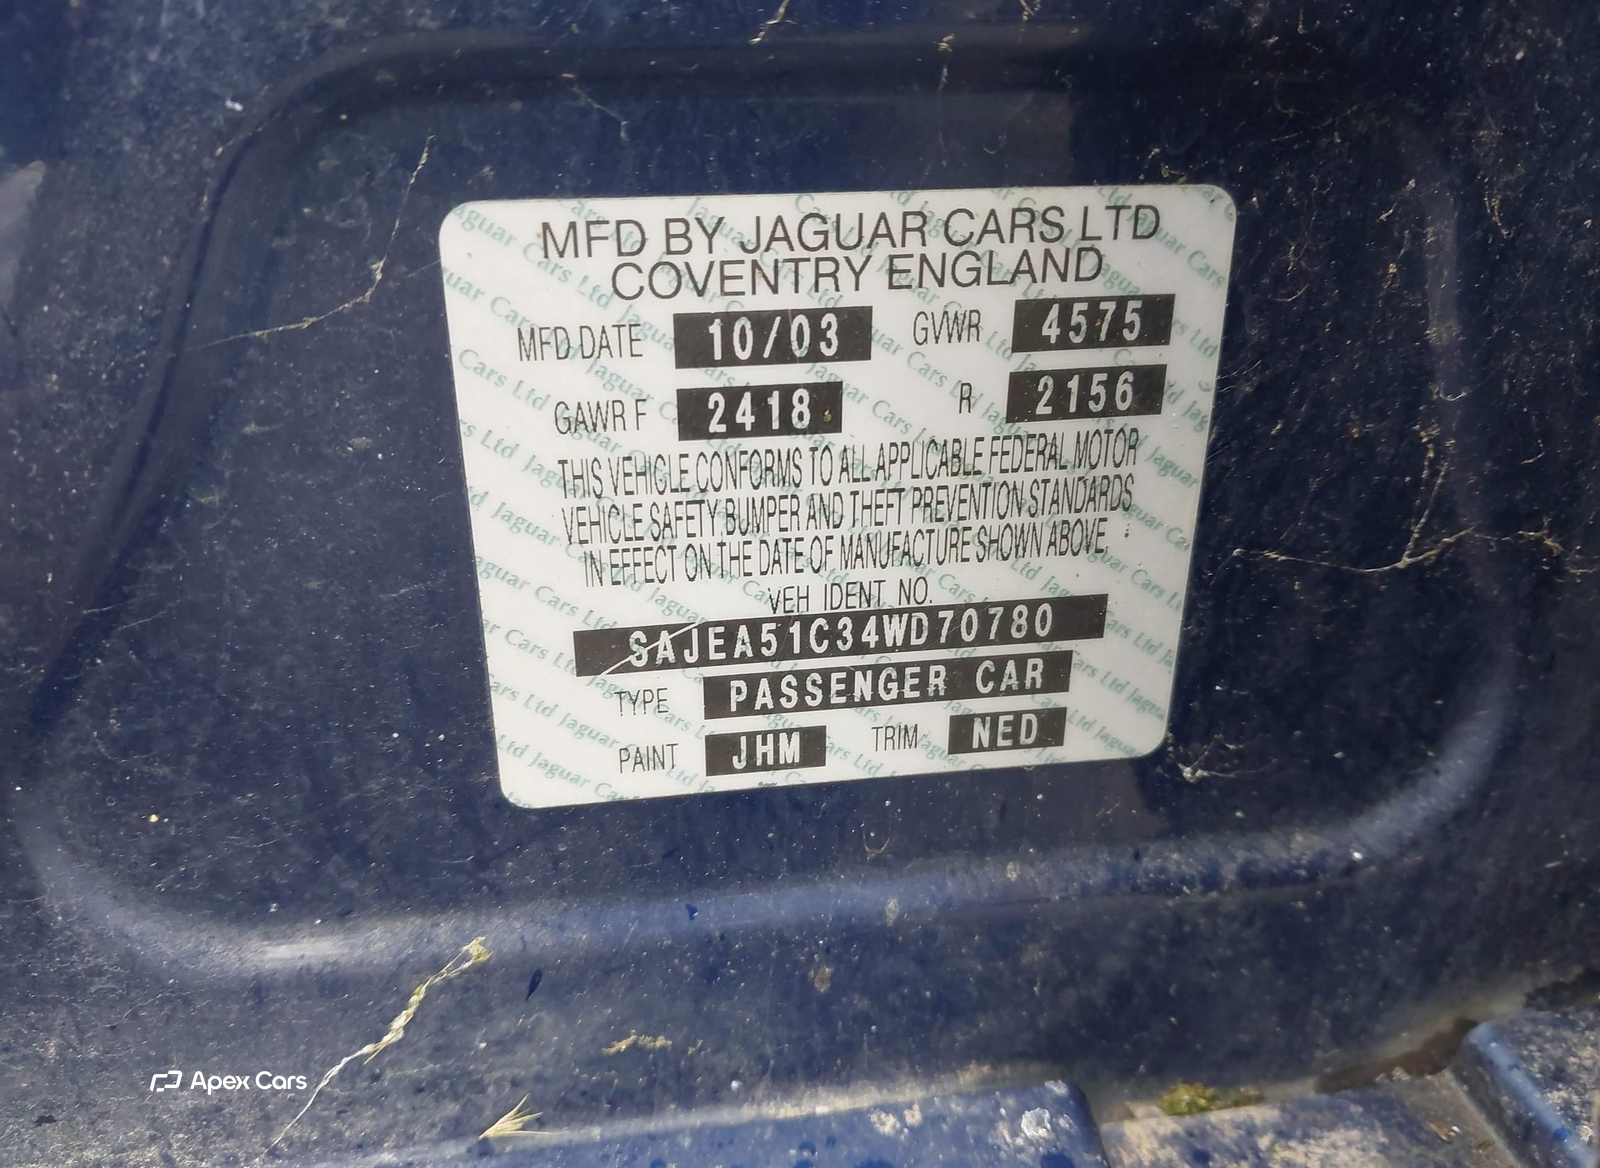 MFD BY JAGUAR CARS LTD
COVENTRY ENGLAND
MFD DATE 10/03 GVWR 4575
GAWR F 2418 R 2156
THIS VEHICLE CONFORMS TO ALL APPLICABLE FEDERAL MOTOR
VEHICLE SAFETY BUMPER AND THEFT PREVENTION STANDARDS
IN EFFECT ON THE DATE OF MANUFACTURE SHOWN ABOVE.
VEH IDENT NO.
SAJEA51C34WD70780
TYPE PASSENGER CAR
PAINT JHM TRIM NED
Apex Cars